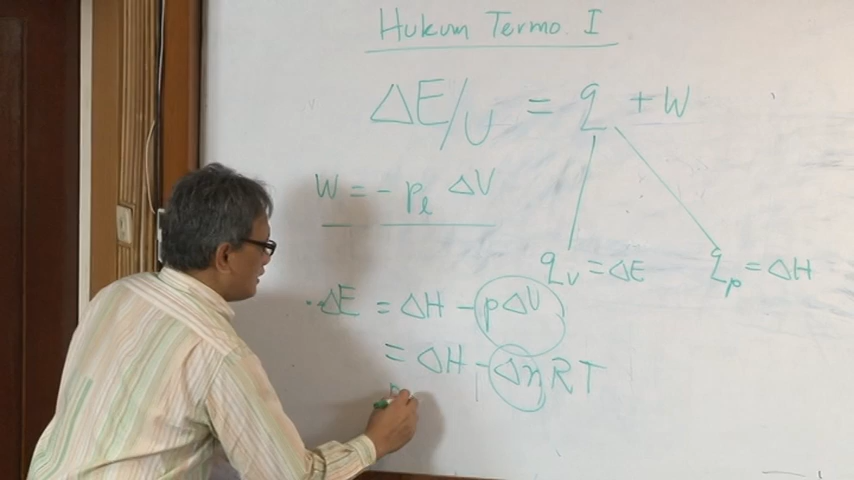 Hukum Termo. I
ΔE/U = q + W
W = - pₑ ΔV
qᵥ = ΔE
qₚ = ΔH
ΔE = ΔH - pΔV
= ΔH - Δn RT